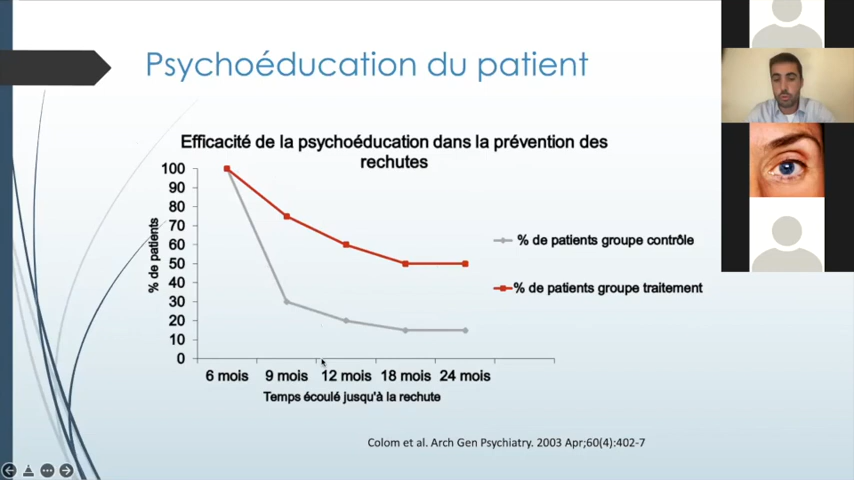 Psychoéducation du patient
Efficacité de la psychoéducation dans la prévention des
rechutes
100
90
80
70
60
50
40
30
20
10
0
% de patients
6 mois 9 mois 12 mois 18 mois 24 mois
Temps écoulé jusqu'à la rechute
% de patients groupe contrôle
% de patients groupe traitement
Colom et al. Arch Gen Psychiatry. 2003 Apr;60(4):402-7